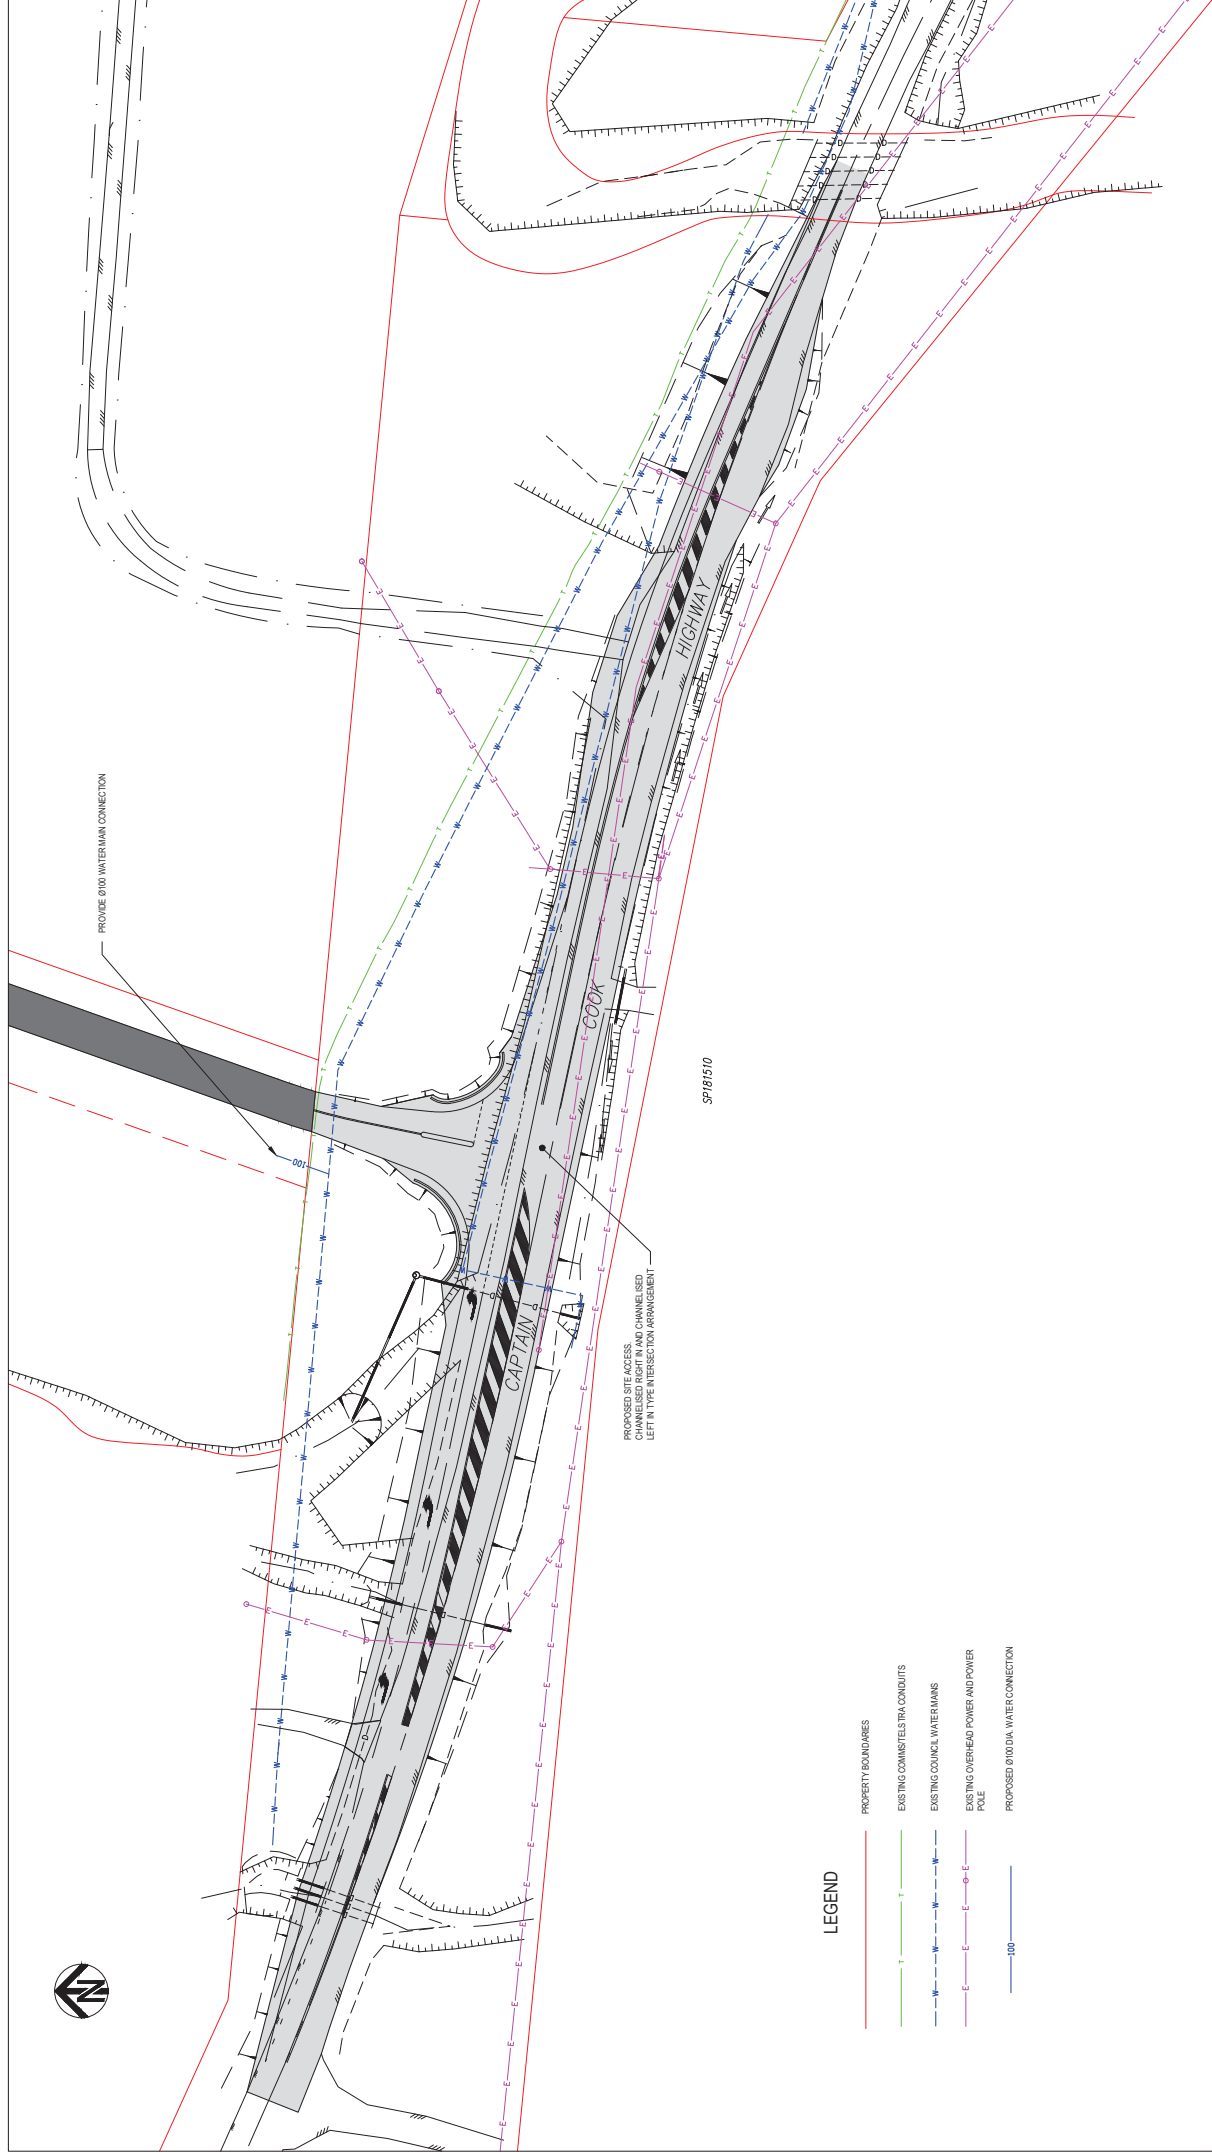 PROVIDE Ø100 WATERMAIN CONNECTION
100
HIGHWAY
COOK
CAPTAIN
SP181510
PROPOSED SITE ACCESS.
CHANNELISED RIGHT IN AND CHANNELISED
LEFT IN TYPE INTERSECTION ARRANGEMENT
N
LEGEND
PROPERTY BOUNDARIES
T T
EXISTING COMMS/TELSTRA CONDUITS
W W W W
EXISTING COUNCIL WATER MAINS
E E E E
EXISTING OVERHEAD POWER AND POWER
POLE
100
PROPOSED Ø100 DIA. WATER CONNECTION